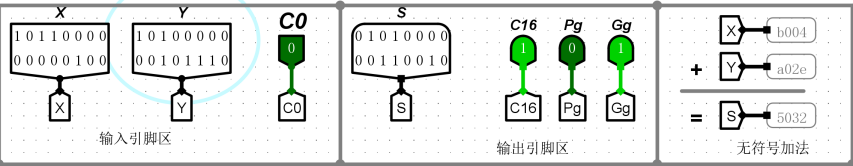 X Y C0 S C16 Pg Gg
10110000 10100000 0 01010000 1 0 1 X b004
00000100 00101110 00110010 + Y a02e
X Y C0 S C16 Pg Gg = S 5032
输入引脚区 输出引脚区 无符号加法